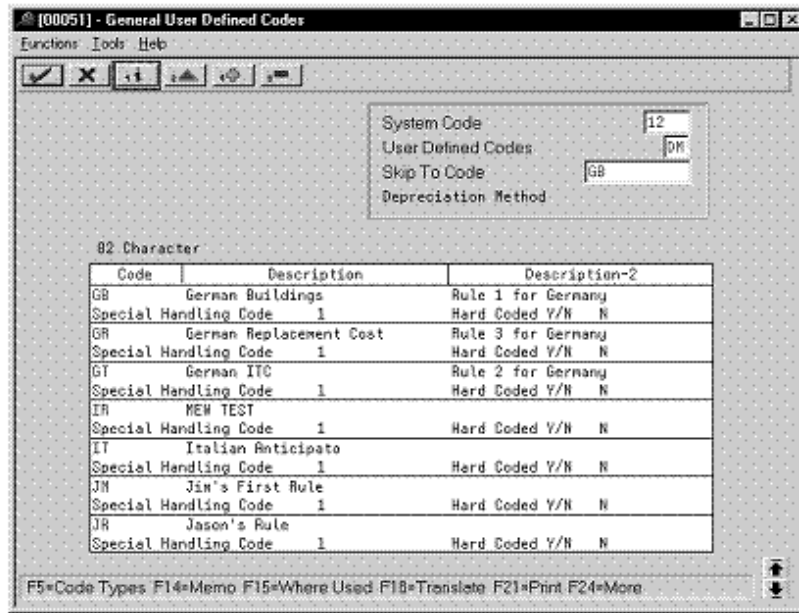 [00051] - General User Defined Codes
Functions Tools Help
System Code 12
User Defined Codes DM
Skip To Code GB
Depreciation Method
02 Character
Code Description Description-2
GB German Buildings Rule 1 for Germany
Special Handling Code 1 Hard Coded Y/N N
GR German Replacement Cost Rule 3 for Germany
Special Handling Code 1 Hard Coded Y/N N
GT German ITC Rule 2 for Germany
Special Handling Code 1 Hard Coded Y/N N
IR MEW TEST
Special Handling Code 1 Hard Coded Y/N N
IT Italian Anticipato
Special Handling Code 1 Hard Coded Y/N N
JM Jim's First Rule
Special Handling Code 1 Hard Coded Y/N N
JR Jason's Rule
Special Handling Code 1 Hard Coded Y/N N
F5=Code Types F14=Memo F15=Where Used F18=Translate F21=Print F24=More